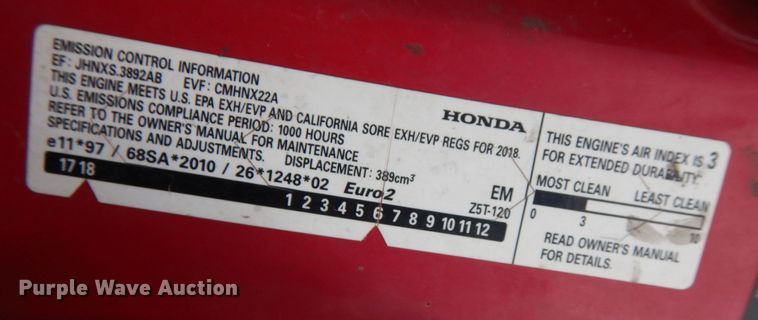 EMISSION CONTROL INFORMATION
EF: JHNXS.3892AB EVF: CMHNX22A
THIS ENGINE MEETS U.S. EPA EXH/EVP AND CALIFORNIA SORE EXH/EVP REGS FOR 2018.
U.S. EMISSIONS COMPLIANCE PERIOD: 1000 HOURS
REFER TO THE OWNER'S MANUAL FOR MAINTENANCE
SPECIFICATIONS AND ADJUSTMENTS. DISPLACEMENT: 389cm³
e11*97 / 68SA*2010 / 26*1248*02 Euro2 EM
17 18 1 2 3 4 5 6 7 8 9 10 11 12 Z5T-120
HONDA
THIS ENGINE'S AIR INDEX IS 3
FOR EXTENDED DURABILITY.
MOST CLEAN LEAST CLEAN
0 3 10
READ OWNER'S MANUAL
FOR DETAILS.
Purple Wave Auction